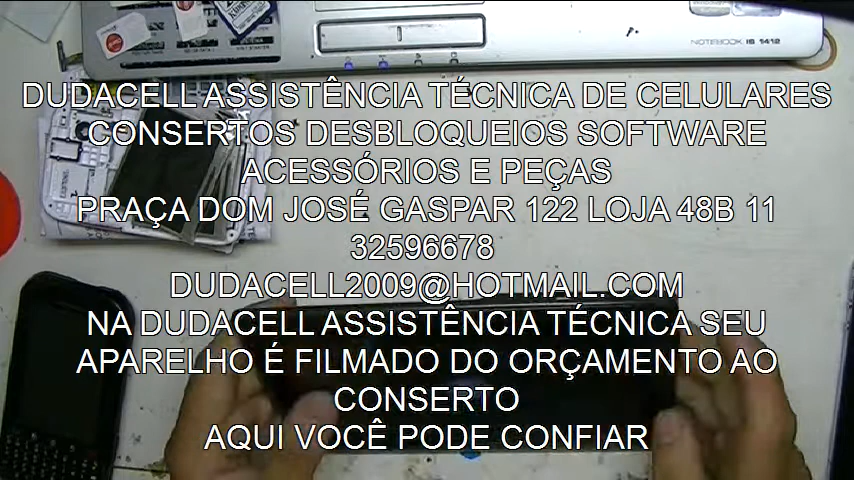 NOTEBOOK IS 1412
DUDACELL ASSISTÊNCIA TÉCNICA DE CELULARES
CONSERTOS DESBLOQUEIOS SOFTWARE
ACESSÓRIOS E PEÇAS
PRAÇA DOM JOSÉ GASPAR 122 LOJA 48B 11
32596678
DUDACELL2009@HOTMAIL.COM
NA DUDACELL ASSISTÊNCIA TÉCNICA SEU
APARELHO É FILMADO DO ORÇAMENTO AO
CONSERTO
AQUI VOCÊ PODE CONFIAR